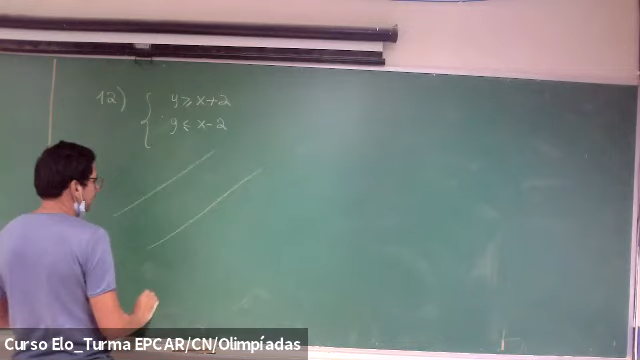 12) { y ⩾ x+2
y ⩽ x-2
Curso Elo_Turma EPCAR/CN/Olimpíadas